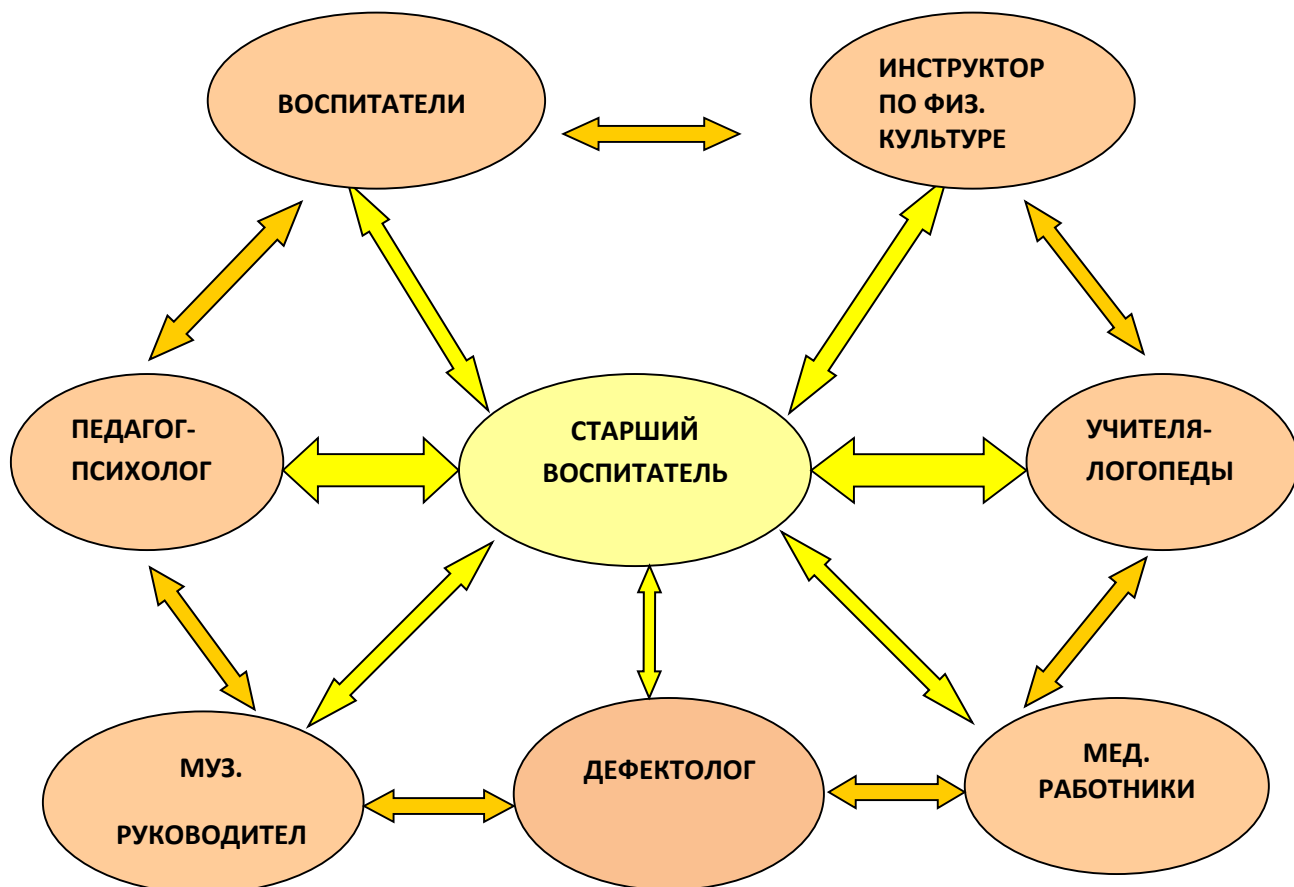 ВОСПИТАТЕЛИ
ИНСТРУКТОР
ПО ФИЗ.
КУЛЬТУРЕ
ПЕДАГОГ-
ПСИХОЛОГ
СТАРШИЙ
ВОСПИТАТЕЛЬ
УЧИТЕЛЯ-
ЛОГОПЕДЫ
МУЗ.
РУКОВОДИТЕЛ
ДЕФЕКТОЛОГ
МЕД.
РАБОТНИКИ